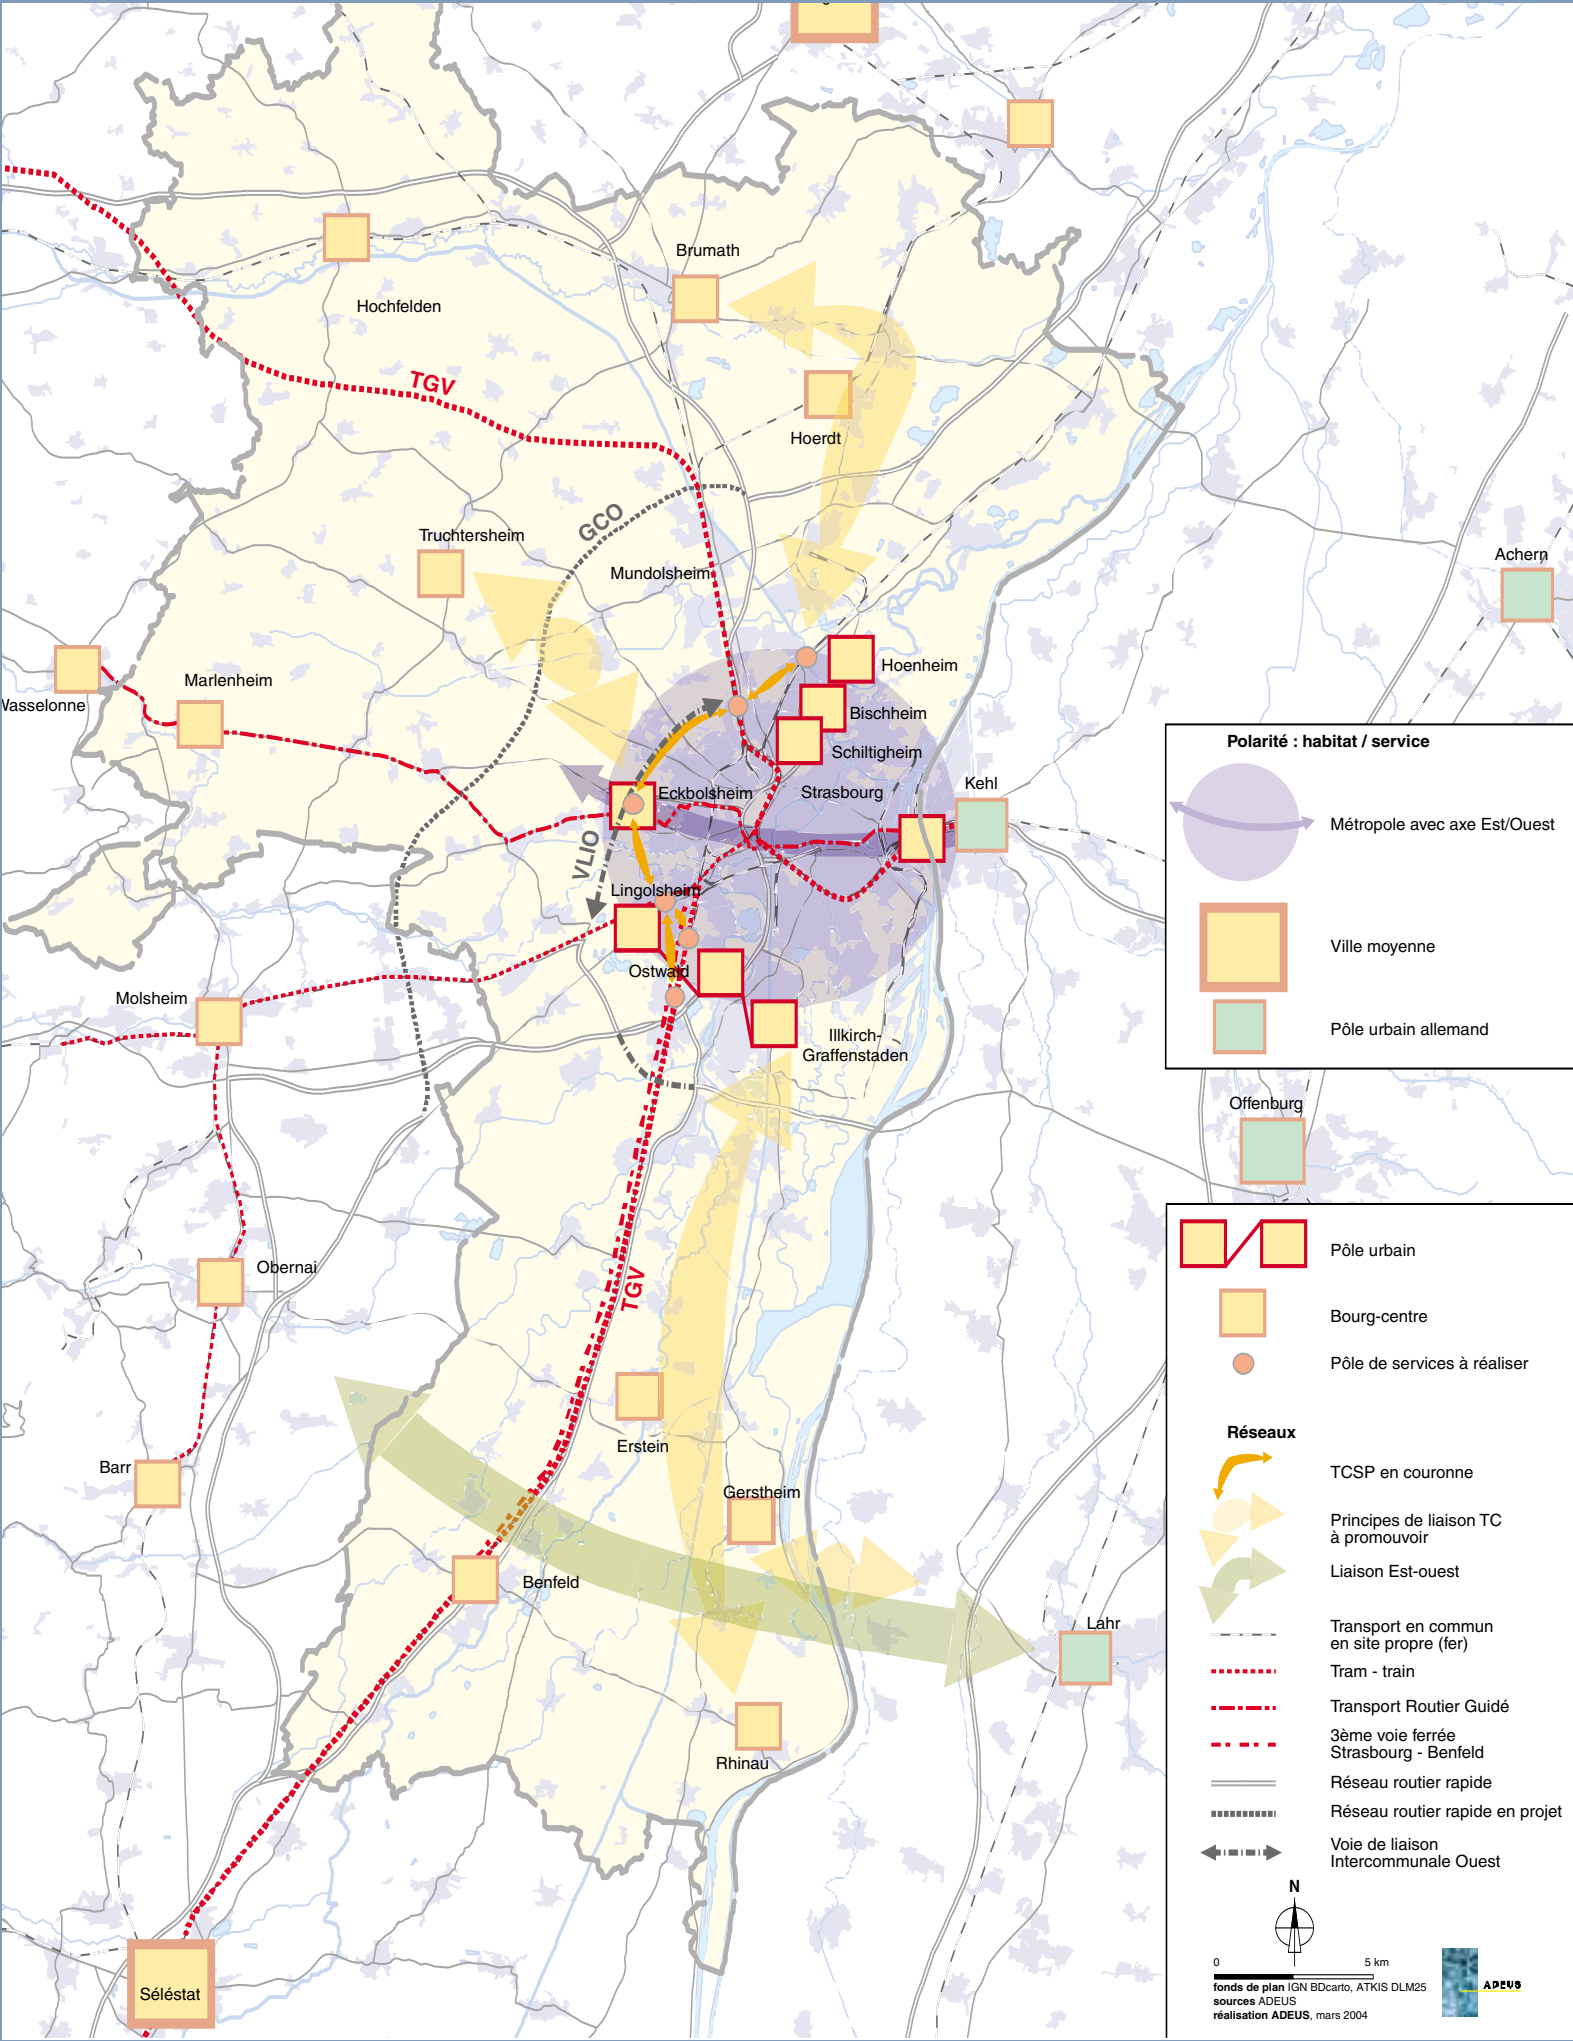 Brumath
Hochfelden
TGV
Hoerdt
GCO
Truchtersheim
Mundolsheim
Achern
Hoenheim
Wasselonne
Marlenheim
Bischheim
Schiltigheim
Kehl
Eckbolsheim
Strasbourg
VLIO
Lingolsheim
Ostwald
Molsheim
Illkirch-
Graffenstaden
Offenburg
Obernai
TGV
Erstein
Barr
Gerstheim
Benfeld
Lahr
Rhinau
Séléstat
Polarité : habitat / service
Métropole avec axe Est/Ouest
Ville moyenne
Pôle urbain allemand
Pôle urbain
Bourg-centre
Pôle de services à réaliser
Réseaux
TCSP en couronne
Principes de liaison TC
à promouvoir
Liaison Est-ouest
Transport en commun
en site propre (fer)
Tram - train
Transport Routier Guidé
3ème voie ferrée
Strasbourg - Benfeld
Réseau routier rapide
Réseau routier rapide en projet
Voie de liaison
Intercommunale Ouest
N
0 5 km
fonds de plan IGN BDcarto, ATKIS DLM25
sources ADEUS
réalisation ADEUS, mars 2004
ADEUS